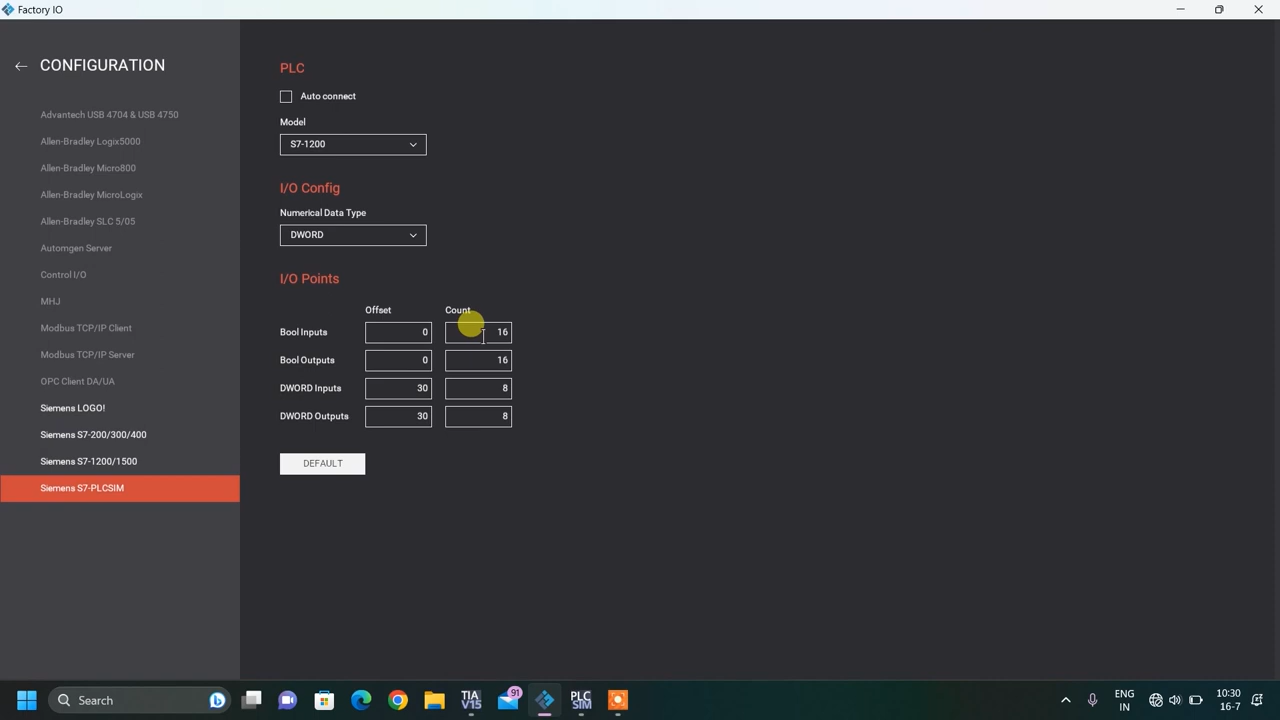 Factory IO
CONFIGURATION
Advantech USB 4704 & USB 4750
Allen-Bradley Logix5000
Allen-Bradley Micro800
Allen-Bradley MicroLogix
Allen-Bradley SLC 5/05
Automgen Server
Control I/O
MHJ
Modbus TCP/IP Client
Modbus TCP/IP Server
OPC Client DA/UA
Siemens LOGO!
Siemens S7-200/300/400
Siemens S7-1200/1500
Siemens S7-PLCSIM
PLC
Auto connect
Model
S7-1200
I/O Config
Numerical Data Type
DWORD
I/O Points
Offset Count
Bool Inputs 0 16
Bool Outputs 0 16
DWORD Inputs 30 8
DWORD Outputs 30 8
DEFAULT
Search
TIA
V15
91
PLC
SIM
ENG
IN
10:30
16-7